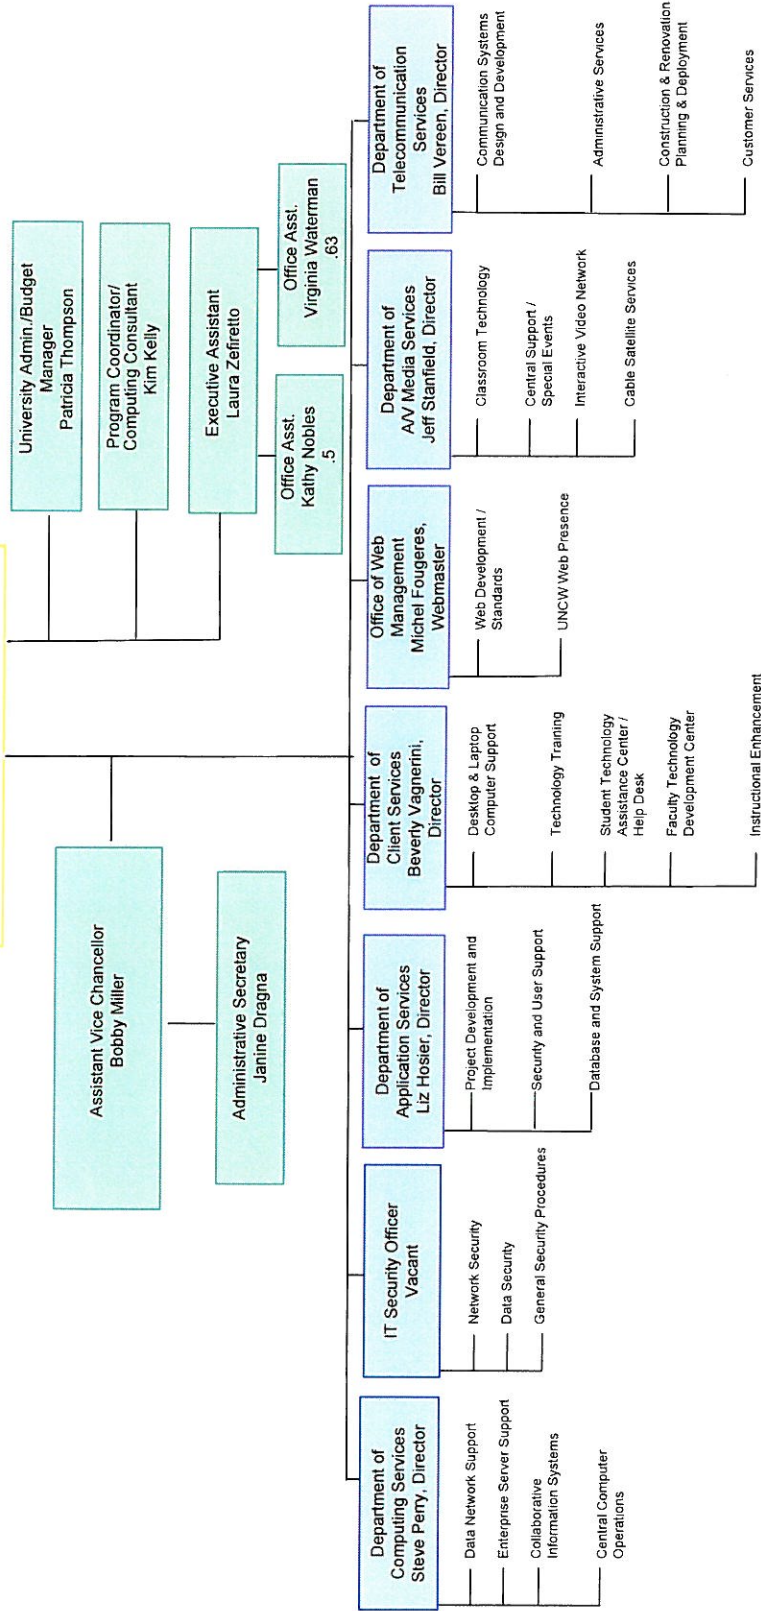 University Admin./Budget
Manager
Patricia Thompson
Program Coordinator/
Computing Consultant
Kim Kelly
Executive Assistant
Laura Zefiretto
Office Asst.
Kathy Nobles
.5
Office Asst.
Virginia Waterman
.63
Assistant Vice Chancellor
Bobby Miller
Administrative Secretary
Janine Dragna
Department of
Computing Services
Steve Perry, Director
Data Network Support
Enterprise Server Support
Collaborative
Information Systems
Central Computer
Operations
IT Security Officer
Vacant
Network Security
Data Security
General Security Procedures
Department of
Application Services
Liz Hosier, Director
Project Development and
Implementation
Security and User Support
Database and System Support
Department of
Client Services
Beverly Vagnerini,
Director
Desktop & Laptop
Computer Support
Technology Training
Student Technology
Assistance Center /
Help Desk
Faculty Technology
Development Center
Instructional Enhancement
Office of Web
Management
Michel Fougeres,
Webmaster
Web Development /
Standards
UNCW Web Presence
Department of
A/V Media Services
Jeff Stanfield, Director
Classroom Technology
Central Support /
Special Events
Interactive Video Network
Cable Satellite Services
Department of
Telecommunication
Services
Bill Vereen, Director
Communication Systems
Design and Development
Administrative Services
Construction & Renovation
Planning & Deployment
Customer Services